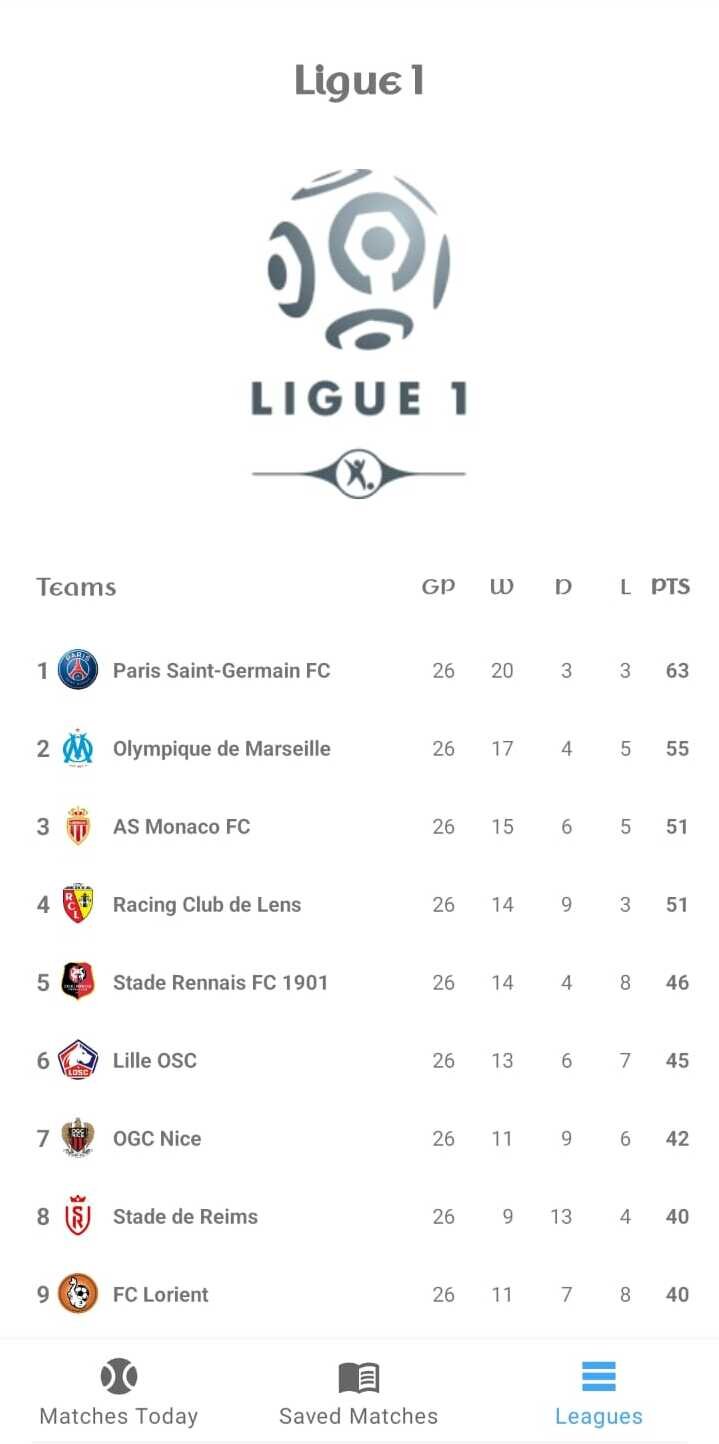 Ligue 1
LIGUE 1
Teams GP W D L PTS
1 Paris Saint-Germain FC 26 20 3 3 63
2 Olympique de Marseille 26 17 4 5 55
3 AS Monaco FC 26 15 6 5 51
4 RCL Racing Club de Lens 26 14 9 3 51
5 Stade Rennais FC 1901 26 14 4 8 46
6 LOSC Lille OSC 26 13 6 7 45
7 OGC NICE OGC Nice 26 11 9 6 42
8 Stade de Reims 26 9 13 4 40
9 FC Lorient 26 11 7 8 40
Matches Today Saved Matches Leagues